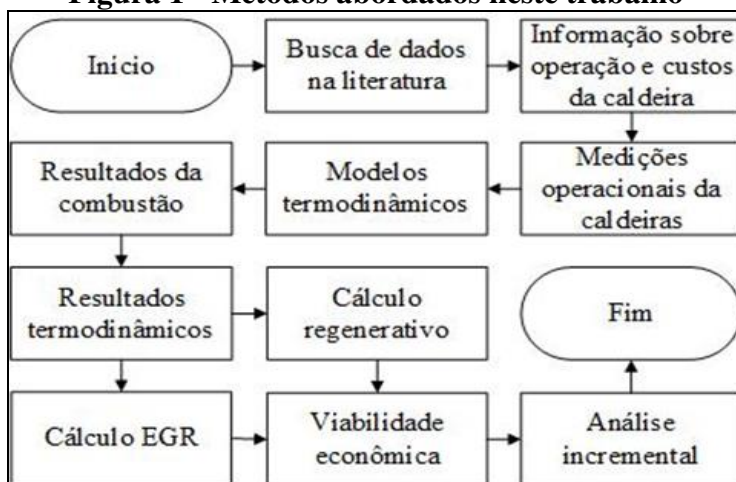 Figura 1 - Métodos abordados neste trabalho
Início
Busca de dados
na literatura
Informação sobre
operação e custos
da caldeira
Medições
operacionais da
caldeiras
Modelos
termodinâmicos
Resultados da
combustão
Resultados
termodinâmicos
Cálculo
regenerativo
Cálculo EGR
Viabilidade
econômica
Análise
incremental
Fim